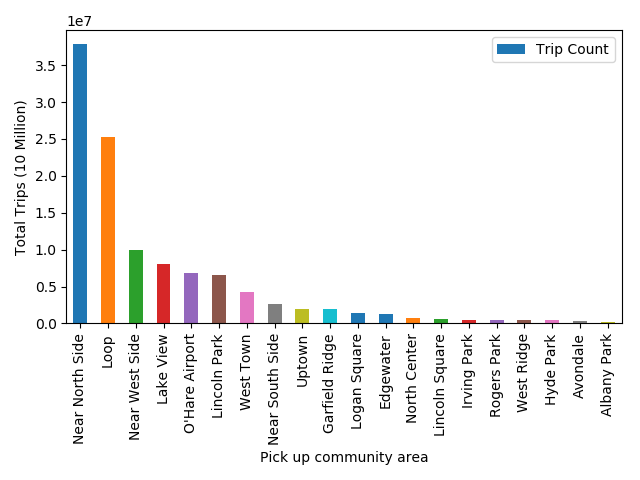 1e7
Trip Count
3.5
3.0
2.5
2.0
1.5
1.0
0.5
0.0
Total Trips (10 Million)
Near North Side
Loop
Near West Side
Lake View
O'Hare Airport
Lincoln Park
West Town
Near South Side
Uptown
Garfield Ridge
Logan Square
Edgewater
North Center
Lincoln Square
Irving Park
Rogers Park
West Ridge
Hyde Park
Avondale
Albany Park
Pick up community area